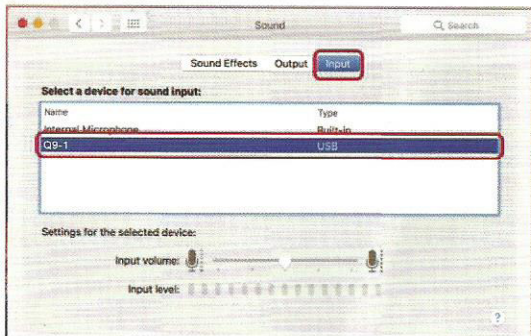 Sound
Search
Sound Effects Output Input
Select a device for sound input:
Name Type
Internal Microphone Built-in
Q9-1 USB
Settings for the selected device:
Input volume:
Input level:
?